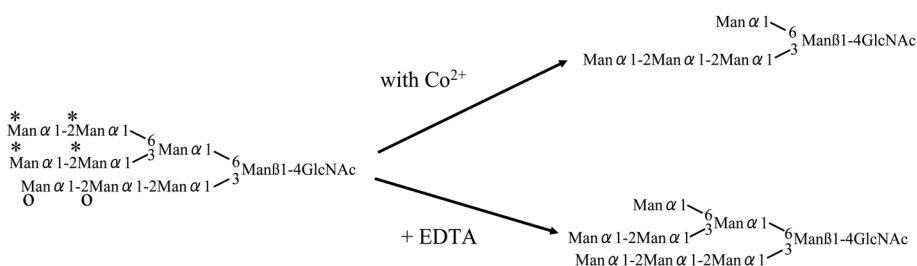 Man α 1
6
Manß1-4GlcNAc
3
Man α 1-2Man α 1-2Man α 1
with Co²⁺
* *
Man α 1-2Man α 1
6
* *
3 Man α 1
Man α 1-2Man α 1
6
Manß1-4GlcNAc
3
Man α 1-2Man α 1-2Man α 1
o o
+ EDTA
Man α 1
6
3 Man α 1
Man α 1-2Man α 1
6
Manß1-4GlcNAc
3
Man α 1-2Man α 1-2Man α 1